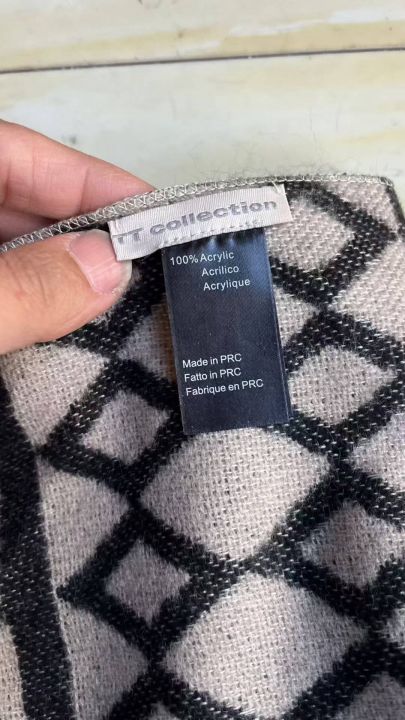 collection
100% Acrylic
Acrilico
Acrylique
Made in PRC
Fatto in PRC
Fabrique en PRC